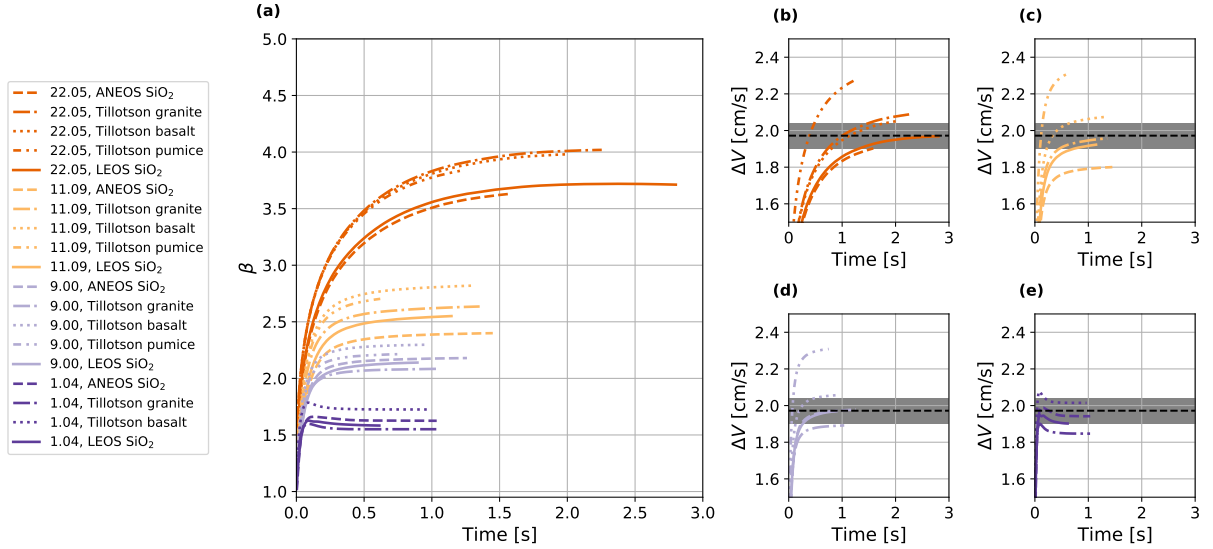 22.05, ANEOS SiO₂
22.05, Tillotson granite
22.05, Tillotson basalt
22.05, Tillotson pumice
22.05, LEOS SiO₂
11.09, ANEOS SiO₂
11.09, Tillotson granite
11.09, Tillotson basalt
11.09, Tillotson pumice
11.09, LEOS SiO₂
9.00, ANEOS SiO₂
9.00, Tillotson granite
9.00, Tillotson basalt
9.00, Tillotson pumice
9.00, LEOS SiO₂
1.04, ANEOS SiO₂
1.04, Tillotson granite
1.04, Tillotson basalt
1.04, LEOS SiO₂
(a)
β
5.0
4.5
4.0
3.5
3.0
2.5
2.0
1.5
1.0
0.0 0.5 1.0 1.5 2.0 2.5 3.0
Time [s]
(b)
ΔV [cm/s]
2.4
2.2
2.0
1.8
1.6
0 1 2 3
Time [s]
(c)
ΔV [cm/s]
2.4
2.2
2.0
1.8
1.6
0 1 2 3
Time [s]
(d)
ΔV [cm/s]
2.4
2.2
2.0
1.8
1.6
0 1 2 3
Time [s]
(e)
ΔV [cm/s]
2.4
2.2
2.0
1.8
1.6
0 1 2 3
Time [s]